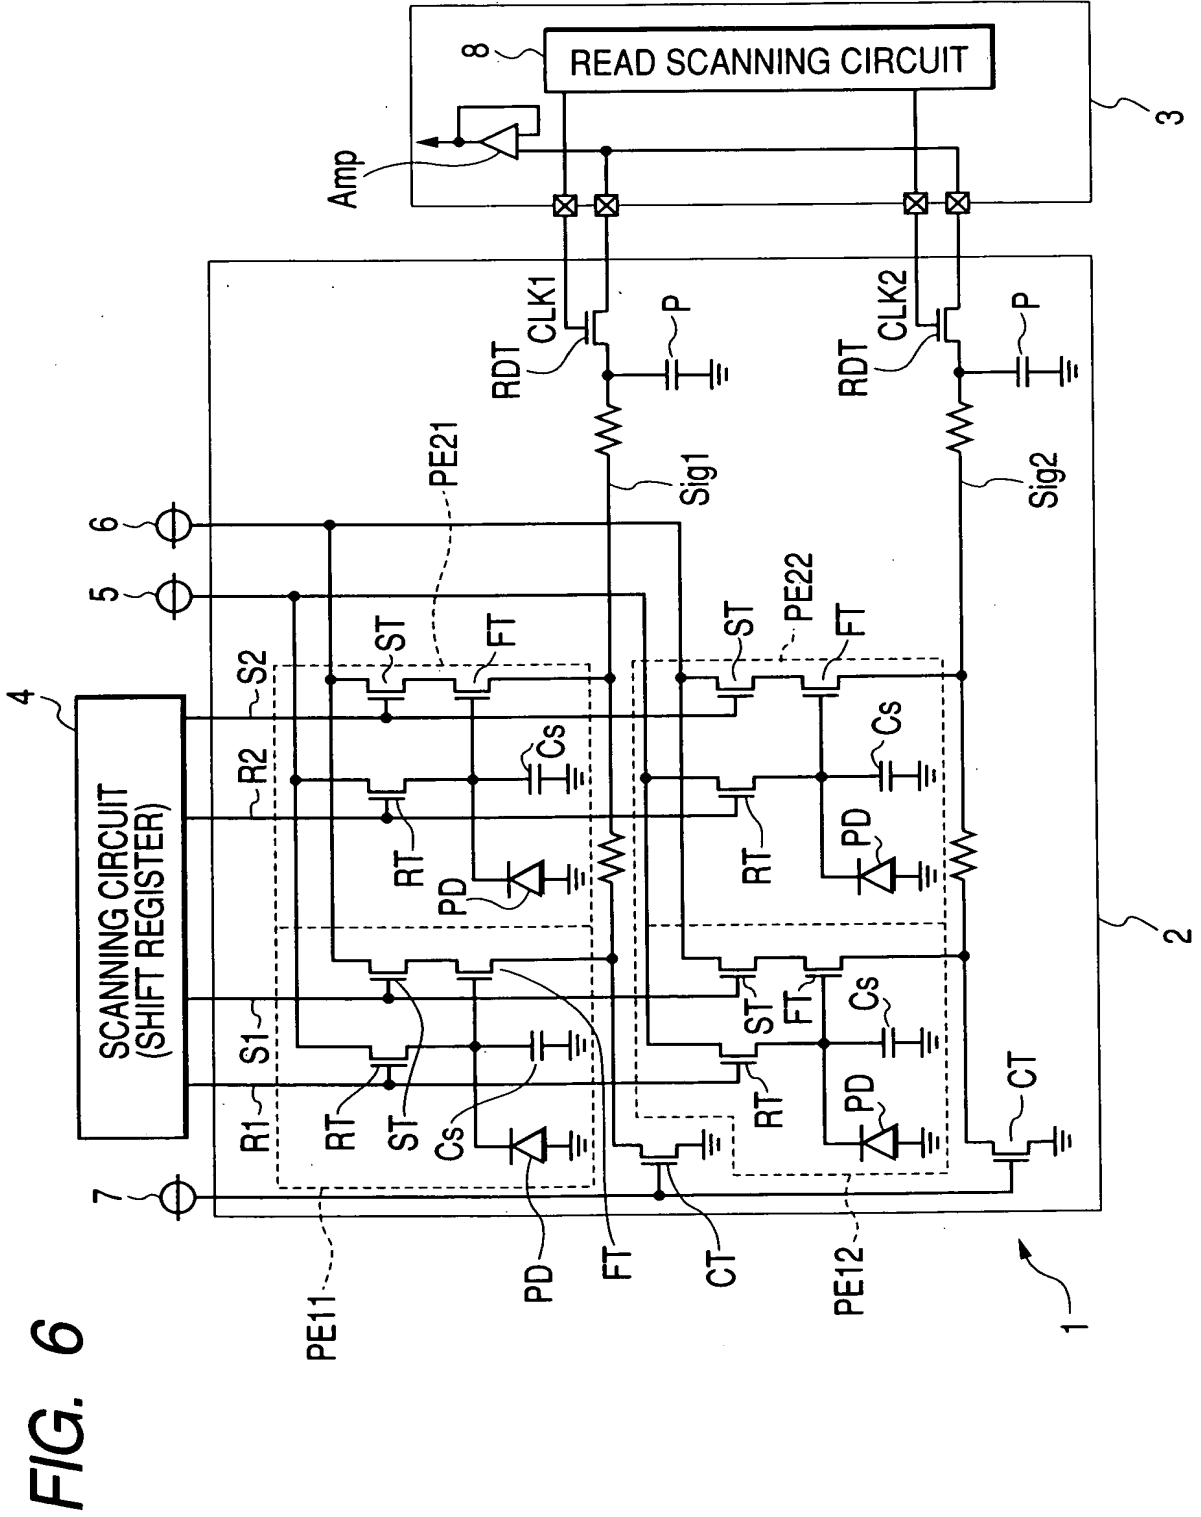 FIG. 6
SCANNING CIRCUIT
(SHIFT REGISTER)
4
7
5
6
R1
S1
R2
S2
PE11
PE21
RT
ST
Cs
PD
FT
RT
PD
Cs
ST
FT
CT
Sig1
RDT
CLK1
P
Amp
8
READ SCANNING CIRCUIT
3
PE12
PE22
RT
ST
FT
Cs
PD
RT
PD
Cs
ST
FT
CT
Sig2
RDT
CLK2
P
1
2